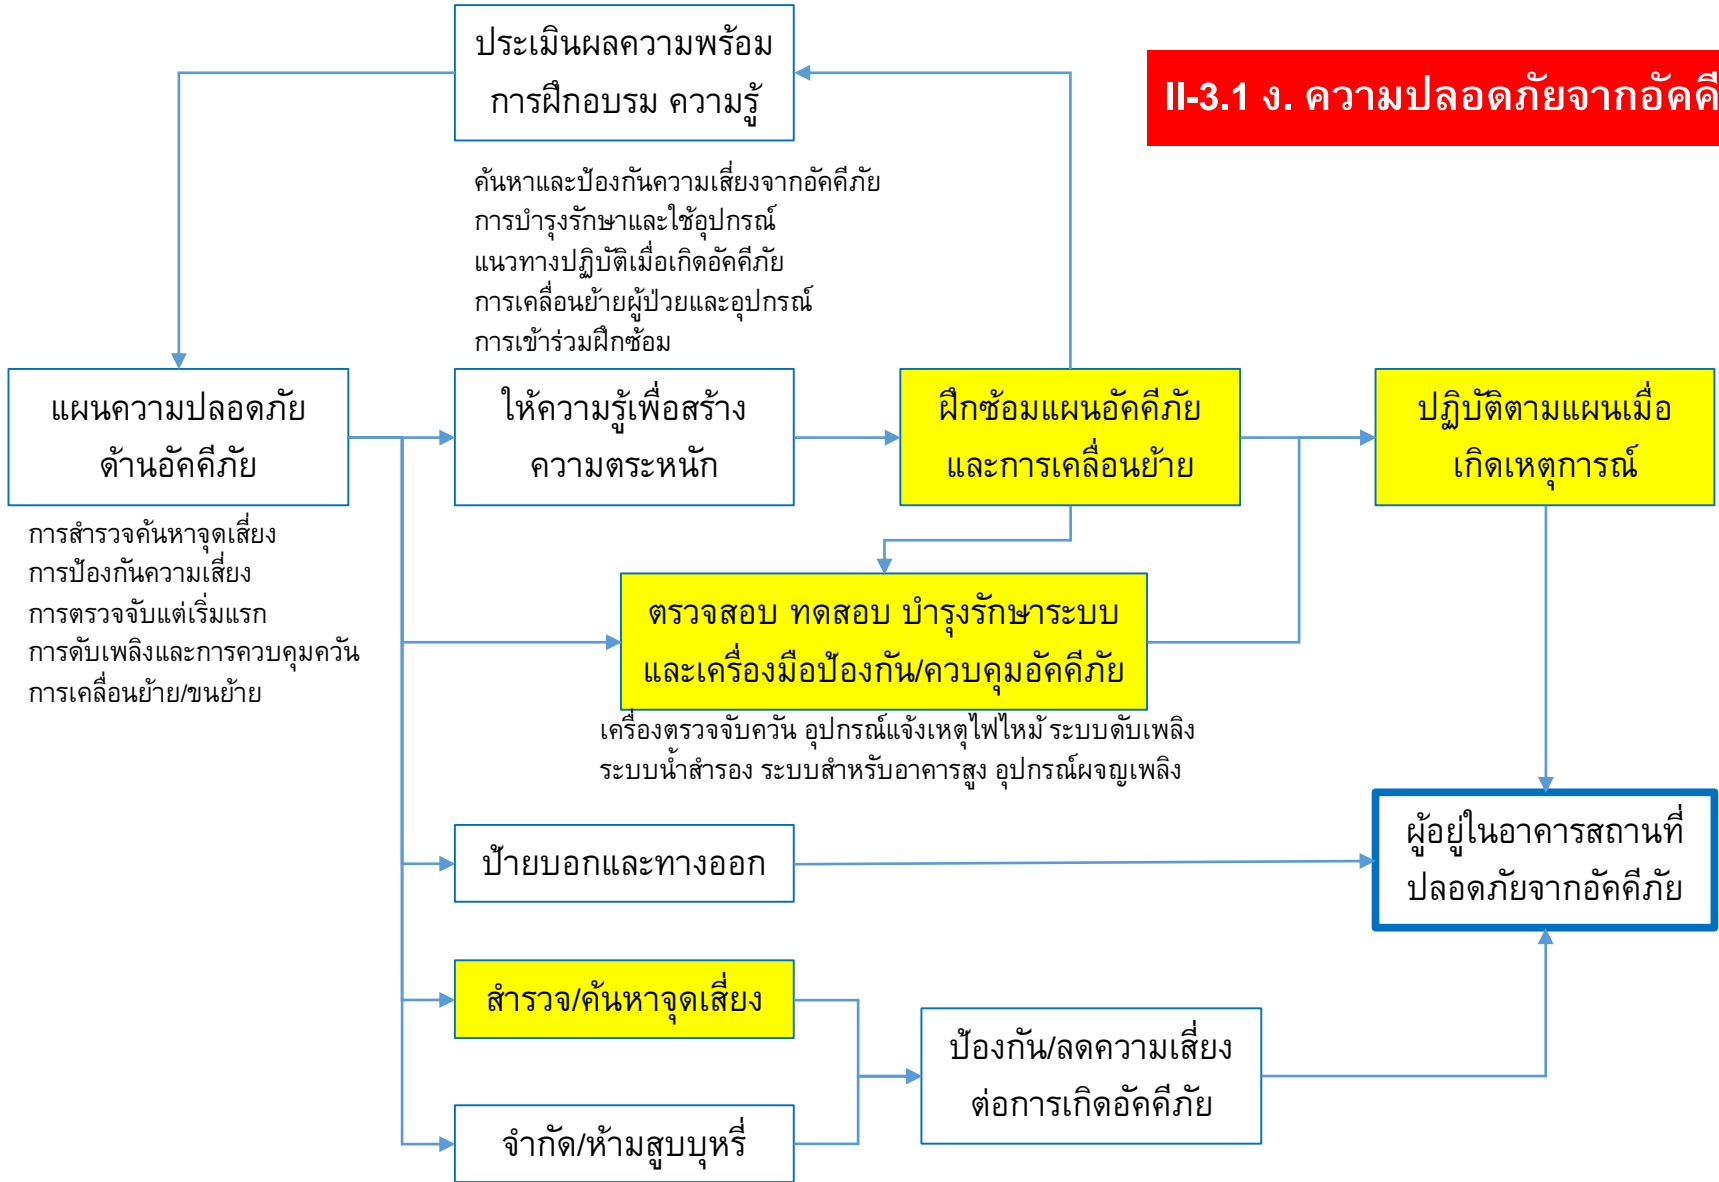 ประเมินผลความพร้อม
การฝึกอบรม ความรู้
II-3.1 ง. ความปลอดภัยจากอัคคี
ค้นหาและป้องกันความเสี่ยงจากอัคคีภัย
การบำรุงรักษาและใช้อุปกรณ์
แนวทางปฏิบัติเมื่อเกิดอัคคีภัย
การเคลื่อนย้ายผู้ป่วยและอุปกรณ์
การเข้าร่วมฝึกซ้อม
แผนความปลอดภัย
ด้านอัคคีภัย
ให้ความรู้เพื่อสร้าง
ความตระหนัก
ฝึกซ้อมแผนอัคคีภัย
และการเคลื่อนย้าย
ปฏิบัติตามแผนเมื่อ
เกิดเหตุการณ์
การสำรวจค้นหาจุดเสี่ยง
การป้องกันความเสี่ยง
การตรวจจับแต่เริ่มแรก
การดับเพลิงและการควบคุมควัน
การเคลื่อนย้าย/ขนย้าย
ตรวจสอบ ทดสอบ บำรุงรักษาระบบ
และเครื่องมือป้องกัน/ควบคุมอัคคีภัย
เครื่องตรวจจับควัน อุปกรณ์แจ้งเหตุไฟไหม้ ระบบดับเพลิง
ระบบน้ำสำรอง ระบบสำหรับอาคารสูง อุปกรณ์ผจญเพลิง
ป้ายบอกและทางออก
ผู้อยู่ในอาคารสถานที่
ปลอดภัยจากอัคคีภัย
สำรวจ/ค้นหาจุดเสี่ยง
ป้องกัน/ลดความเสี่ยง
ต่อการเกิดอัคคีภัย
จำกัด/ห้ามสูบบุหรี่